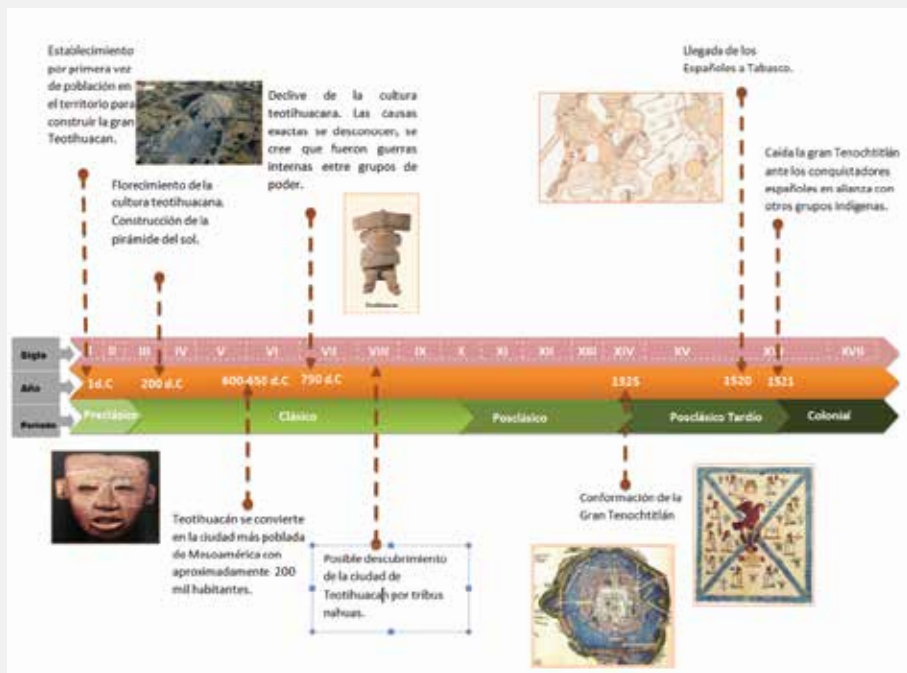 Establecimiento
por primera vez
de población en
el territorio para
construir la gran
Teotihuacan.
Florecimiento de la
cultura teotihuacana.
Construcción de la
pirámide del sol.
Declive de la cultura
teotihuacara. Las causas
exactas se desconocer, se
cree que fueron guerras
internas entre grupos de
poder.
Teotihuacan
Llegada de los
Españoles a Tabasco.
Caída la gran Tenochtitlán
ante los conquistadores
españoles en alianza con
otros grupos indígenas.
Siglo I II III IV V VI VII VIII IX X XI XII XIII XIV XV XVI XVII
Año 1d.C 200 d.C 600-650 d.C 750 d.C 1325 1520 1521
Periodo Preclásico Clásico Posclásico Posclásico Tardío Colonial
Teotihuacán se convierte
en la ciudad más poblada
de Mesoamérica con
aproximadamente 200
mil habitantes.
Posible descubrimiento
de la ciudad de
Teotihuacan por tribus
nahuas.
Conformación de la
Gran Tenochtitlán